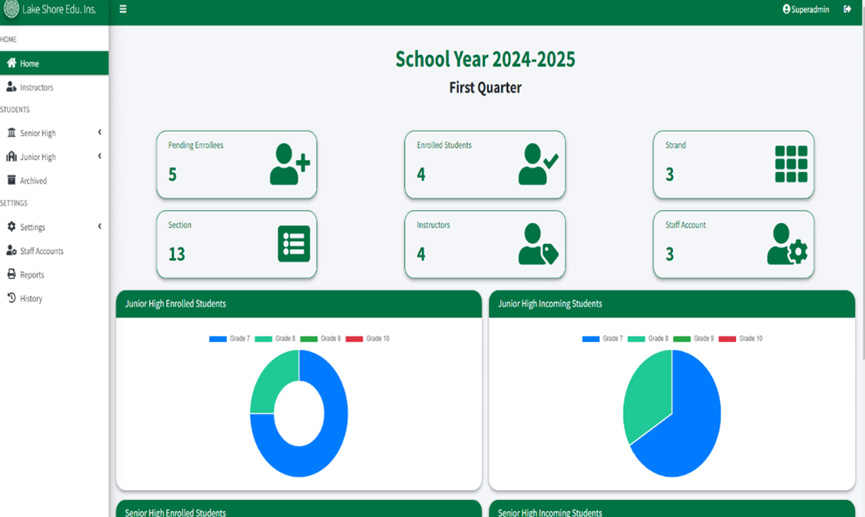 Lake Shore Edu. Ins.
Superadmin
HOME
Home
Instructors
STUDENTS
Senior High
Junior High
Archived
SETTINGS
Settings
Staff Accounts
Reports
History
School Year 2024-2025
First Quarter
Pending Enrollees
5
Enrolled Students
4
Strand
3
Section
13
Instructors
4
Staff Account
3
Junior High Enrolled Students
Grade 7 Grade 8 Grade 9 Grade 10
Junior High Incoming Students
Grade 7 Grade 8 Grade 9 Grade 10
Senior High Enrolled Students
Senior High Incoming Students